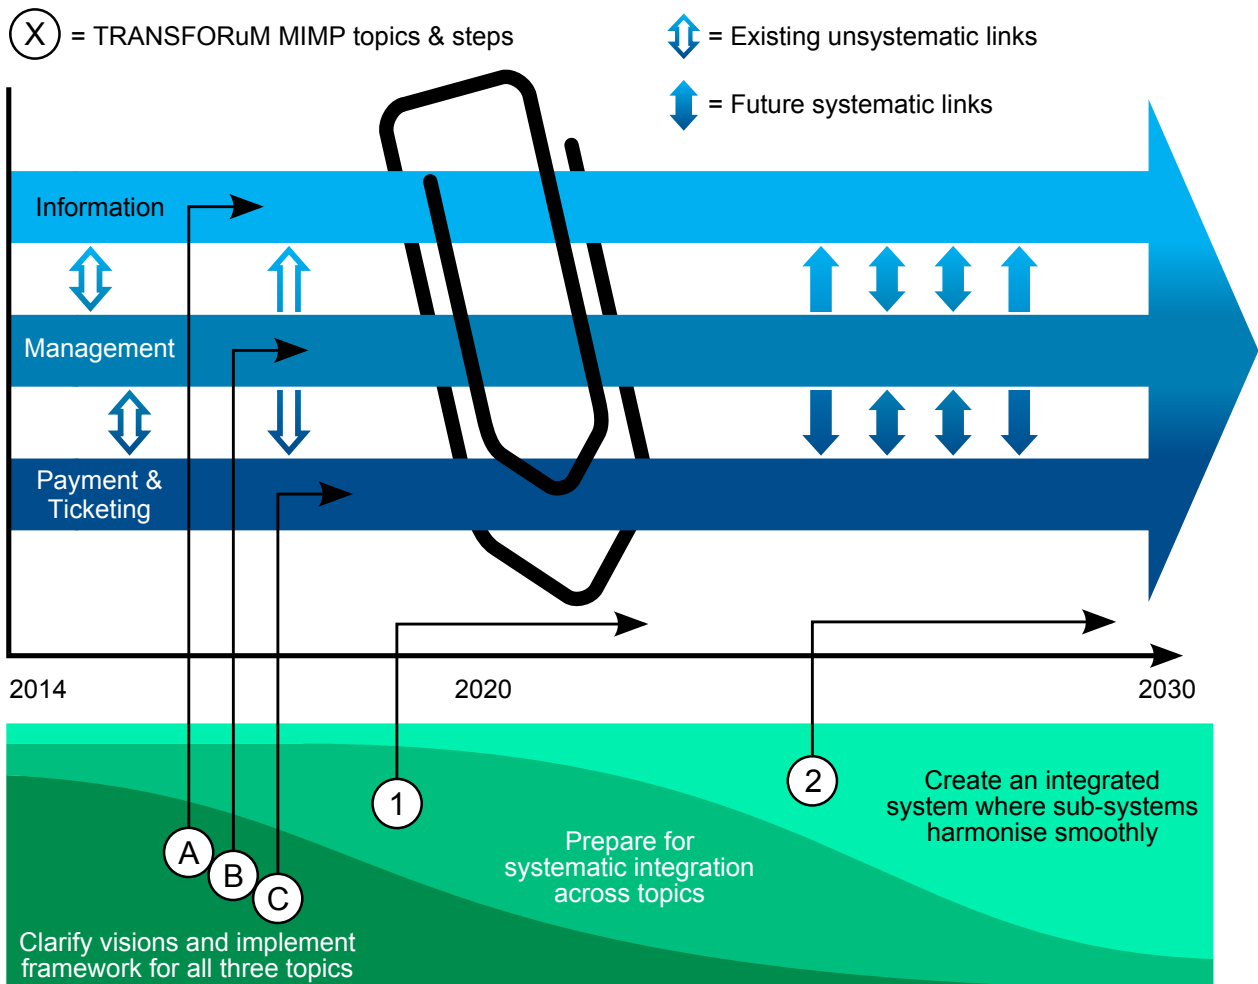 X = TRANSFORuM MIMP topics & steps
= Existing unsystematic links
= Future systematic links
Information
Management
Payment &
Ticketing
2014
2020
2030
1
2
A
B
C
Create an integrated
system where sub-systems
harmonise smoothly
Prepare for
systematic integration
across topics
Clarify visions and implement
framework for all three topics